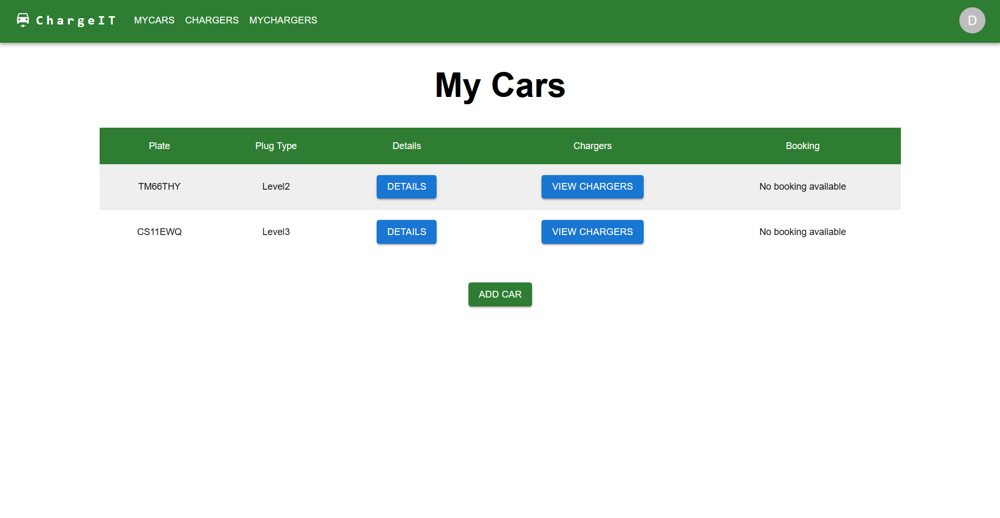 ChargeIT MYCARS CHARGERS MYCHARGERS D
My Cars
Plate Plug Type Details Chargers Booking
TM66THY Level2 DETAILS VIEW CHARGERS No booking available
CS11EWQ Level3 DETAILS VIEW CHARGERS No booking available
ADD CAR